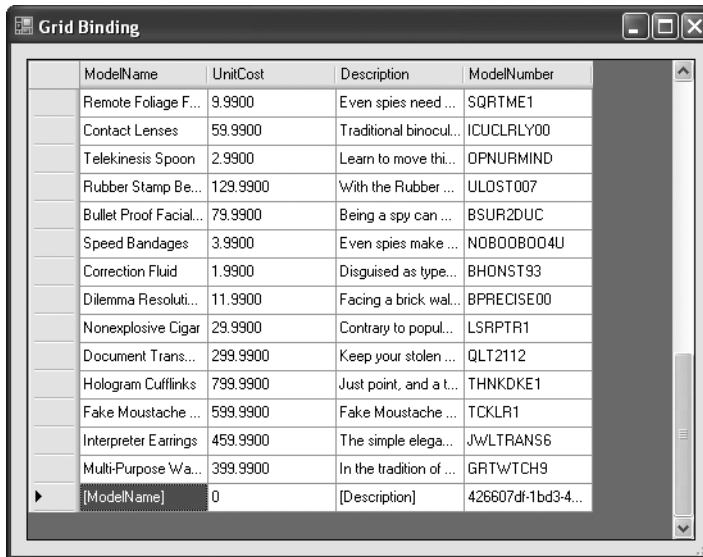 Grid Binding
ModelName UnitCost Description ModelNumber
Remote Foliage F... 9.9900 Even spies need ... SQRTME1
Contact Lenses 59.9900 Traditional binocul... ICUCLRLY00
Telekinesis Spoon 2.9900 Learn to move thi... OPNURMIND
Rubber Stamp Be... 129.9900 With the Rubber ... ULOST007
Bullet Proof Facial... 79.9900 Being a spy can ... BSUR2DUC
Speed Bandages 3.9900 Even spies make ... NOBOOBOO4U
Correction Fluid 1.9900 Disguised as type... BHONST93
Dilemma Resoluti... 11.9900 Facing a brick wal... BPRECISE00
Nonexplosive Cigar 29.9900 Contrary to popul... LSRPTR1
Document Trans... 299.9900 Keep your stolen ... QLT2112
Hologram Cufflinks 799.9900 Just point, and a t... THNKDKE1
Fake Moustache ... 599.9900 Fake Moustache ... TCKLR1
Interpreter Earrings 459.9900 The simple elega... JWLTRANS6
Multi-Purpose Wa... 399.9900 In the tradition of ... GRTWTCH9
[ModelName] 0 [Description] 426607df-1bd3-4...